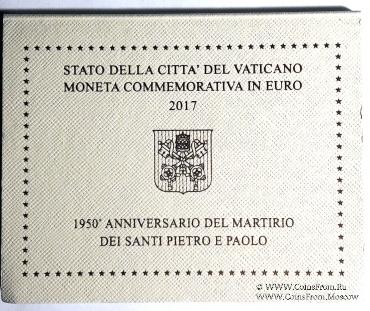 STATO DELLA CITTA' DEL VATICANO
MONETA COMMEMORATIVA IN EURO
2017
1950° ANNIVERSARIO DEL MARTIRIO
DEI SANTI PIETRO E PAOLO
© www.CoinsFrom.Ru
www.CoinsFrom.Moscow